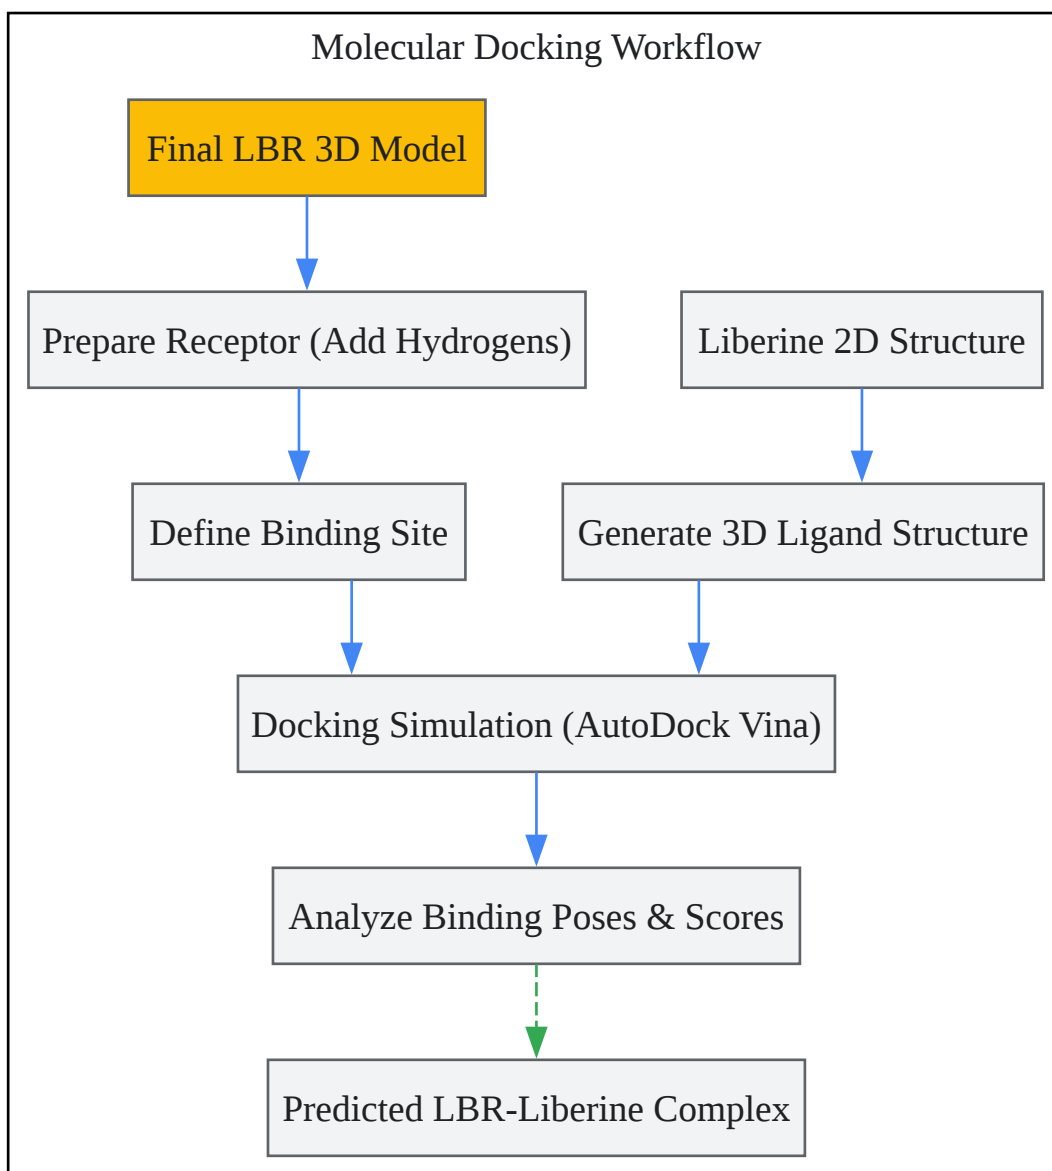 Molecular Docking Workflow
Final LBR 3D Model
Prepare Receptor (Add Hydrogens)
Liberine 2D Structure
Define Binding Site
Generate 3D Ligand Structure
Docking Simulation (AutoDock Vina)
Analyze Binding Poses & Scores
Predicted LBR-Liberine Complex